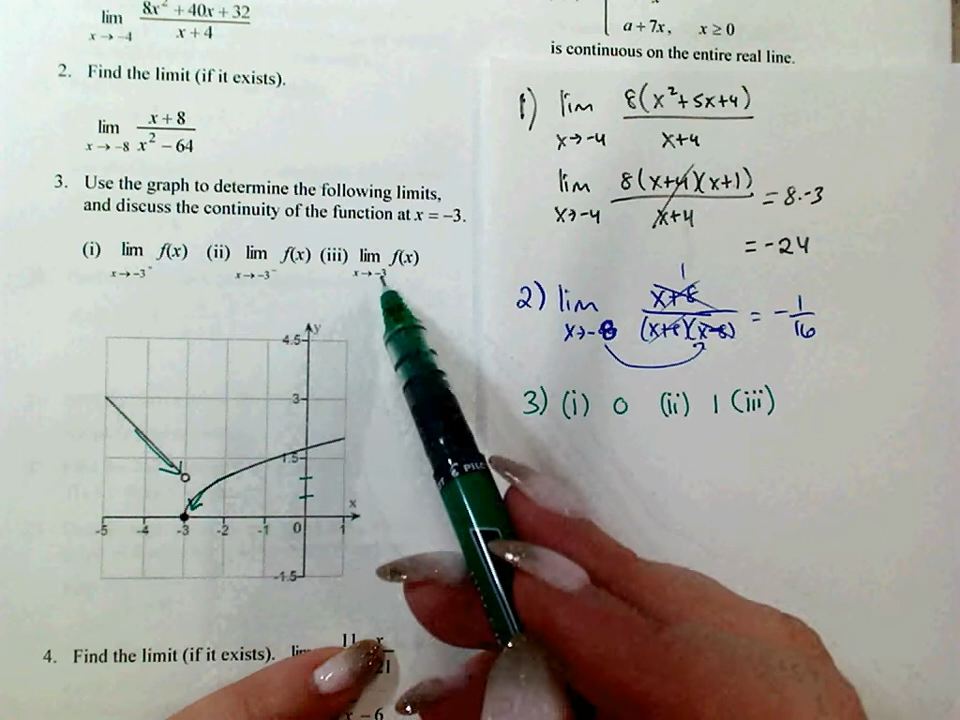 lim 8x² + 40x + 32
x → -4 x + 4
a + 7x, x ≥ 0
is continuous on the entire real line.
2. Find the limit (if it exists).
lim x + 8
x → -8 x² - 64
3. Use the graph to determine the following limits,
and discuss the continuity of the function at x = -3.
(i) lim f(x) (ii) lim f(x) (iii) lim f(x)
x → -3⁺ x → -3⁻ x → -3
y
4.5
3
1.5
x
-5 -4 -3 -2 -1 0 1
-1.5
4. Find the limit (if it exists).
1) lim 8(x²+5x+4)
x→-4 x+4
lim 8(x+4)(x+1) = 8·-3
x→-4 x+4
= -24
1
2) lim x+8 = - 1
x→-8 (x+8)(x-8) 16
3) (i) 0 (ii) 1 (iii)
PILO